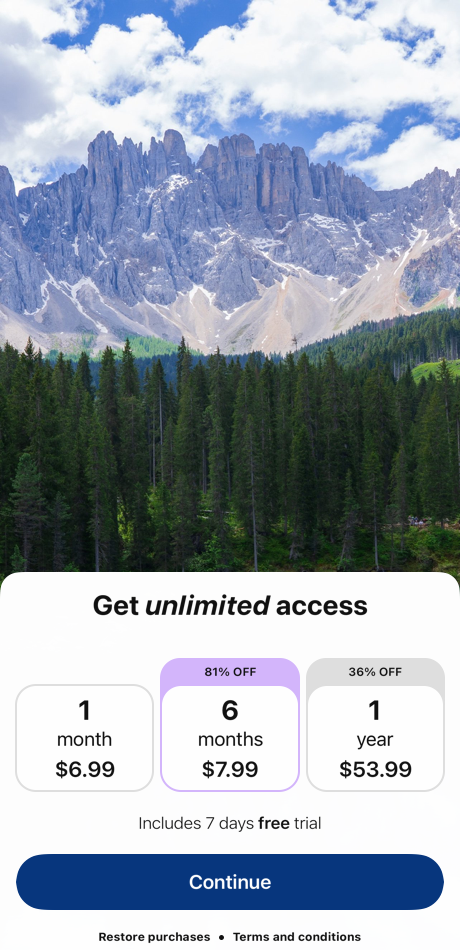 Get unlimited access
81% OFF
36% OFF
1
month
$6.99
6
months
$7.99
1
year
$53.99
Includes 7 days free trial
Continue
Restore purchases • Terms and conditions